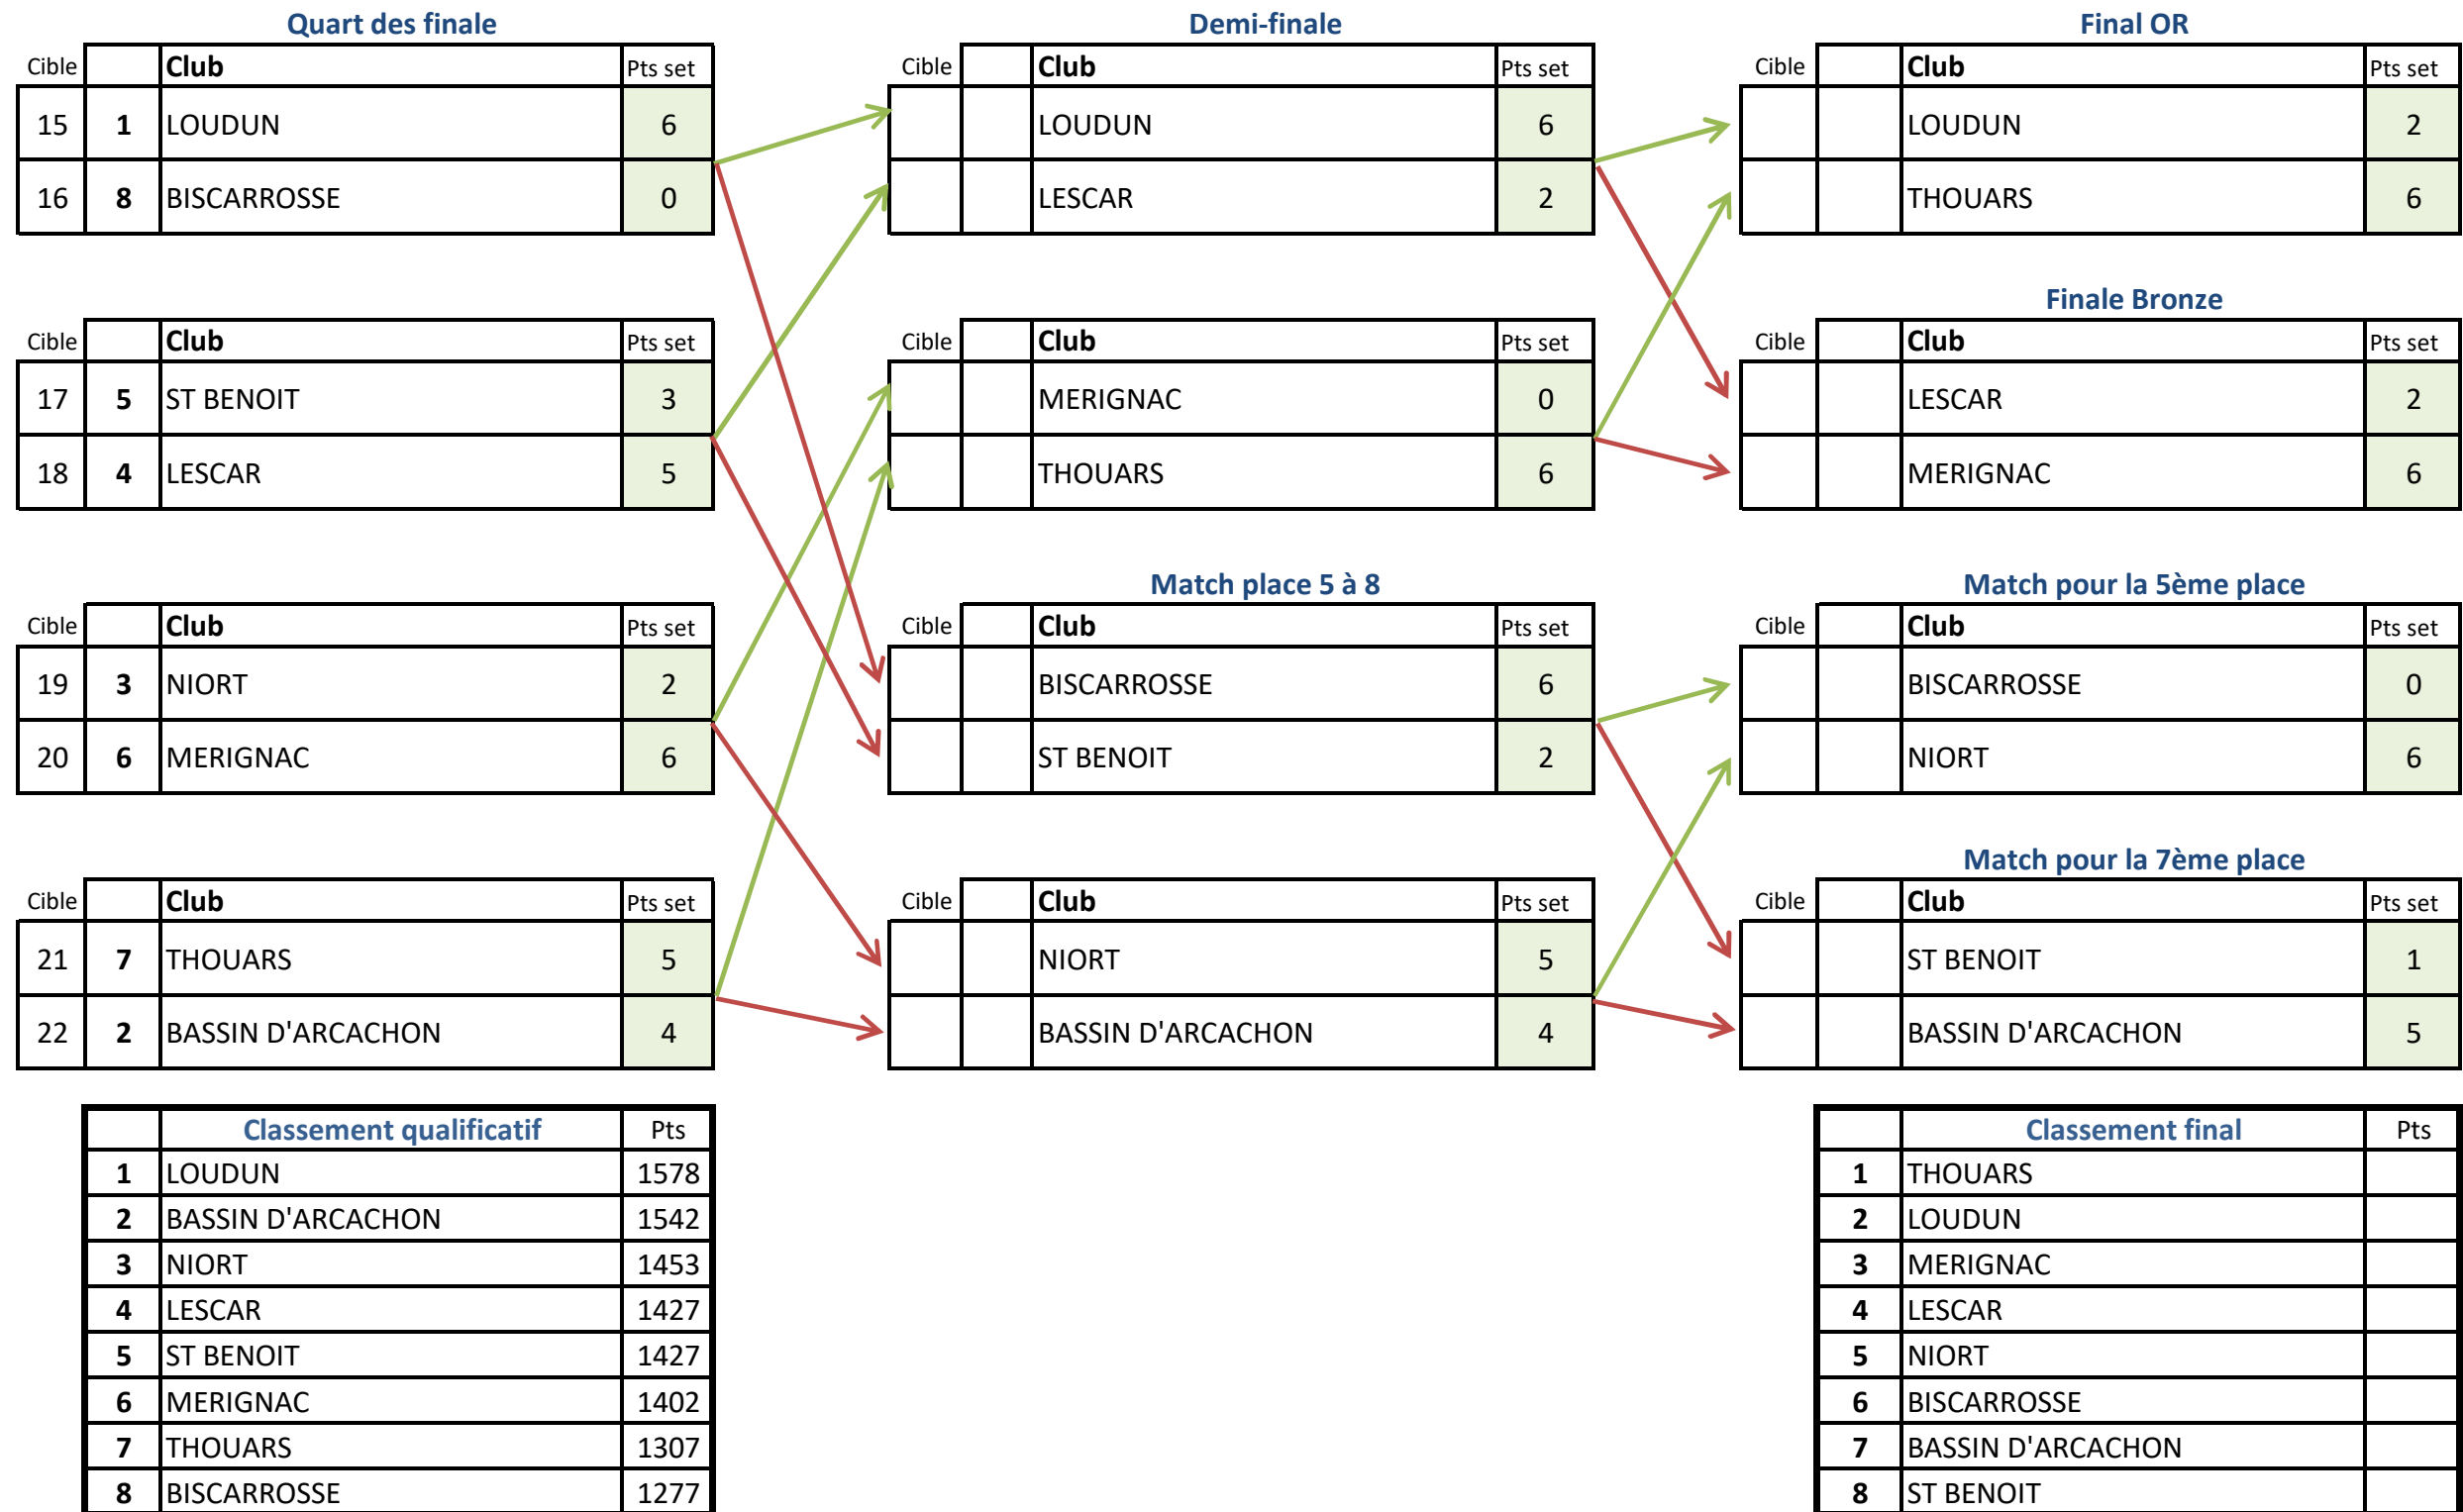 Quart des finale Demi-finale Final OR
Cible Club Pts set Cible Club Pts set Cible Club Pts set
15 1 LOUDUN 6 LOUDUN 6 LOUDUN 2
16 8 BISCARROSSE 0 LESCAR 2 THOUARS 6
Finale Bronze
Cible Club Pts set Cible Club Pts set Cible Club Pts set
17 5 ST BENOIT 3 MERIGNAC 0 LESCAR 2
18 4 LESCAR 5 THOUARS 6 MERIGNAC 6
Match place 5 à 8 Match pour la 5ème place
Cible Club Pts set Cible Club Pts set Cible Club Pts set
19 3 NIORT 2 BISCARROSSE 6 BISCARROSSE 0
20 6 MERIGNAC 6 ST BENOIT 2 NIORT 6
Match pour la 7ème place
Cible Club Pts set Cible Club Pts set Cible Club Pts set
21 7 THOUARS 5 NIORT 5 ST BENOIT 1
22 2 BASSIN D'ARCACHON 4 BASSIN D'ARCACHON 4 BASSIN D'ARCACHON 5
Classement qualificatif Pts Classement final Pts
1 LOUDUN 1578 1 THOUARS
2 BASSIN D'ARCACHON 1542 2 LOUDUN
3 NIORT 1453 3 MERIGNAC
4 LESCAR 1427 4 LESCAR
5 ST BENOIT 1427 5 NIORT
6 MERIGNAC 1402 6 BISCARROSSE
7 THOUARS 1307 7 BASSIN D'ARCACHON
8 BISCARROSSE 1277 8 ST BENOIT